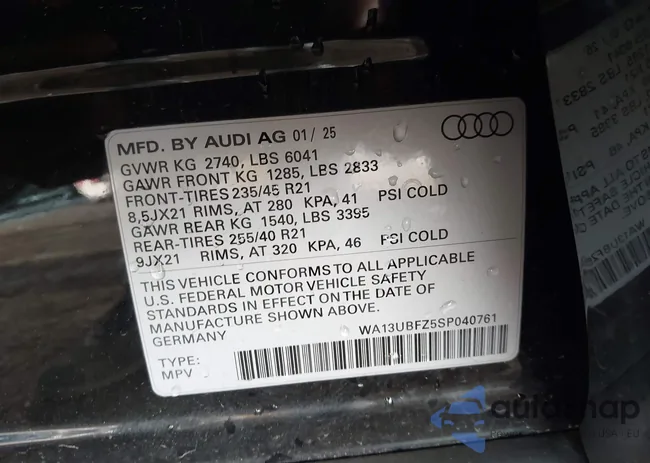 MFD. BY AUDI AG 01/25
GVWR KG 2740, LBS 6041
GAWR FRONT KG 1285, LBS 2833
FRONT-TIRES 235/45 R21
8,5JX21 RIMS, AT 280 KPA, 41 PSI COLD
GAWR REAR KG 1540, LBS 3395
REAR-TIRES 255/40 R21
9JX21 RIMS, AT 320 KPA, 46 PSI COLD
THIS VEHICLE CONFORMS TO ALL APPLICABLE
U.S. FEDERAL MOTOR VEHICLE SAFETY
STANDARDS IN EFFECT ON THE DATE OF
MANUFACTURE SHOWN ABOVE.
GERMANY WA13UBFZ5SP040761
TYPE:
MPV